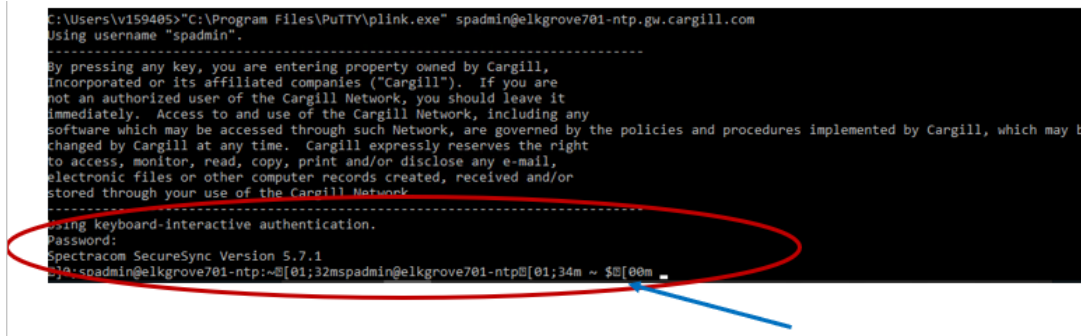 C:\Users\v159405>"C:\Program Files\PuTTY\plink.exe" spadmin@elkgrove701-ntp.gw.cargill.com
Using username "spadmin".
--------------------------------------------------------------------------
By pressing any key, you are entering property owned by Cargill,
Incorporated or its affiliated companies ("Cargill").  If you are
not an authorized user of the Cargill Network, you should leave it
immediately.  Access to and use of the Cargill Network, including any
software which may be accessed through such Network, are governed by the policies and procedures implemented by Cargill, which may b
changed by Cargill at any time.  Cargill expressly reserves the right
to access, monitor, read, copy, print and/or disclose any e-mail,
electronic files or other computer records created, received and/or
stored through your use of the Cargill Network
--------------------------------------------------------------------------
Using keyboard-interactive authentication.
Password:
Spectracom SecureSync Version 5.7.1
]0;spadmin@elkgrove701-ntp:~[01;32mspadmin@elkgrove701-ntp[01;34m ~ $[00m